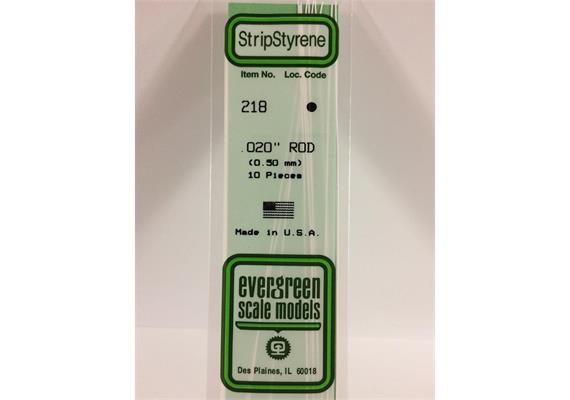 StripStyrene
Item No. Loc. Code
218
.020" ROD
(0.50 mm)
10 Pieces
Made in U.S.A.
evergreen
scale models
Des Plaines, IL 60018